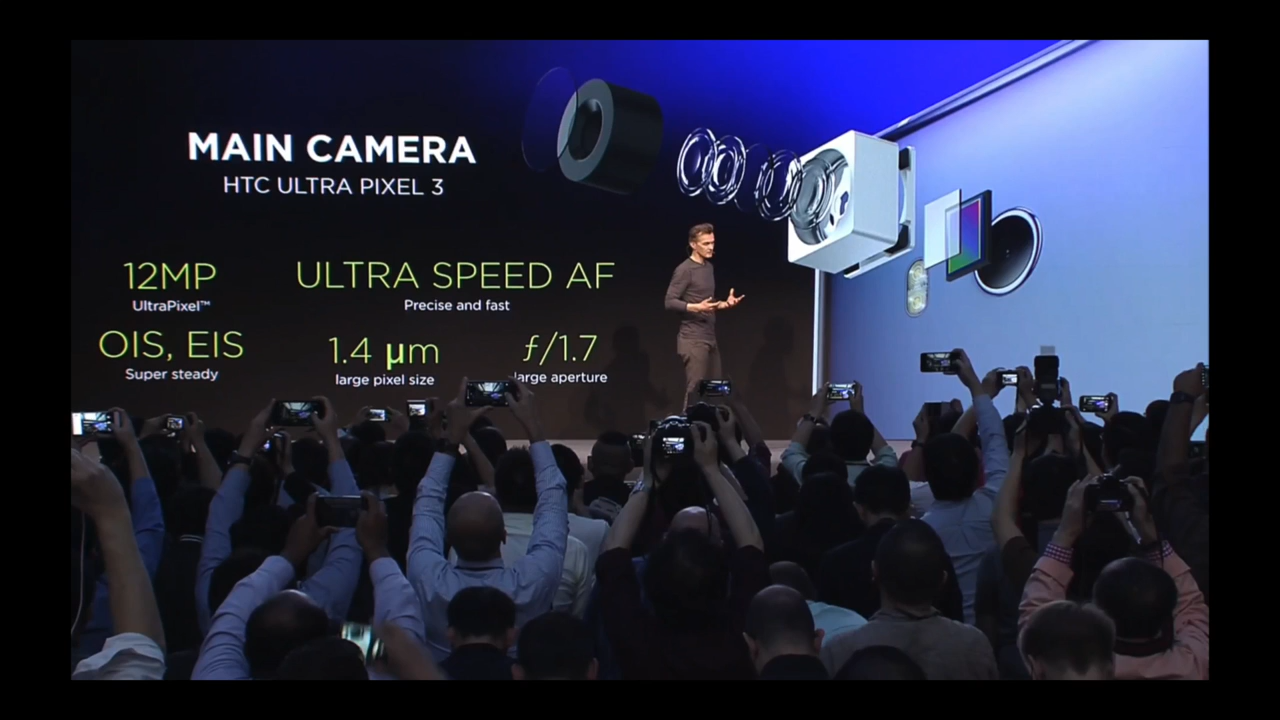 MAIN CAMERA
HTC ULTRA PIXEL 3
12MP
UltraPixel™
ULTRA SPEED AF
Precise and fast
OIS, EIS
Super steady
1.4 µm
large pixel size
ƒ/1.7
large aperture